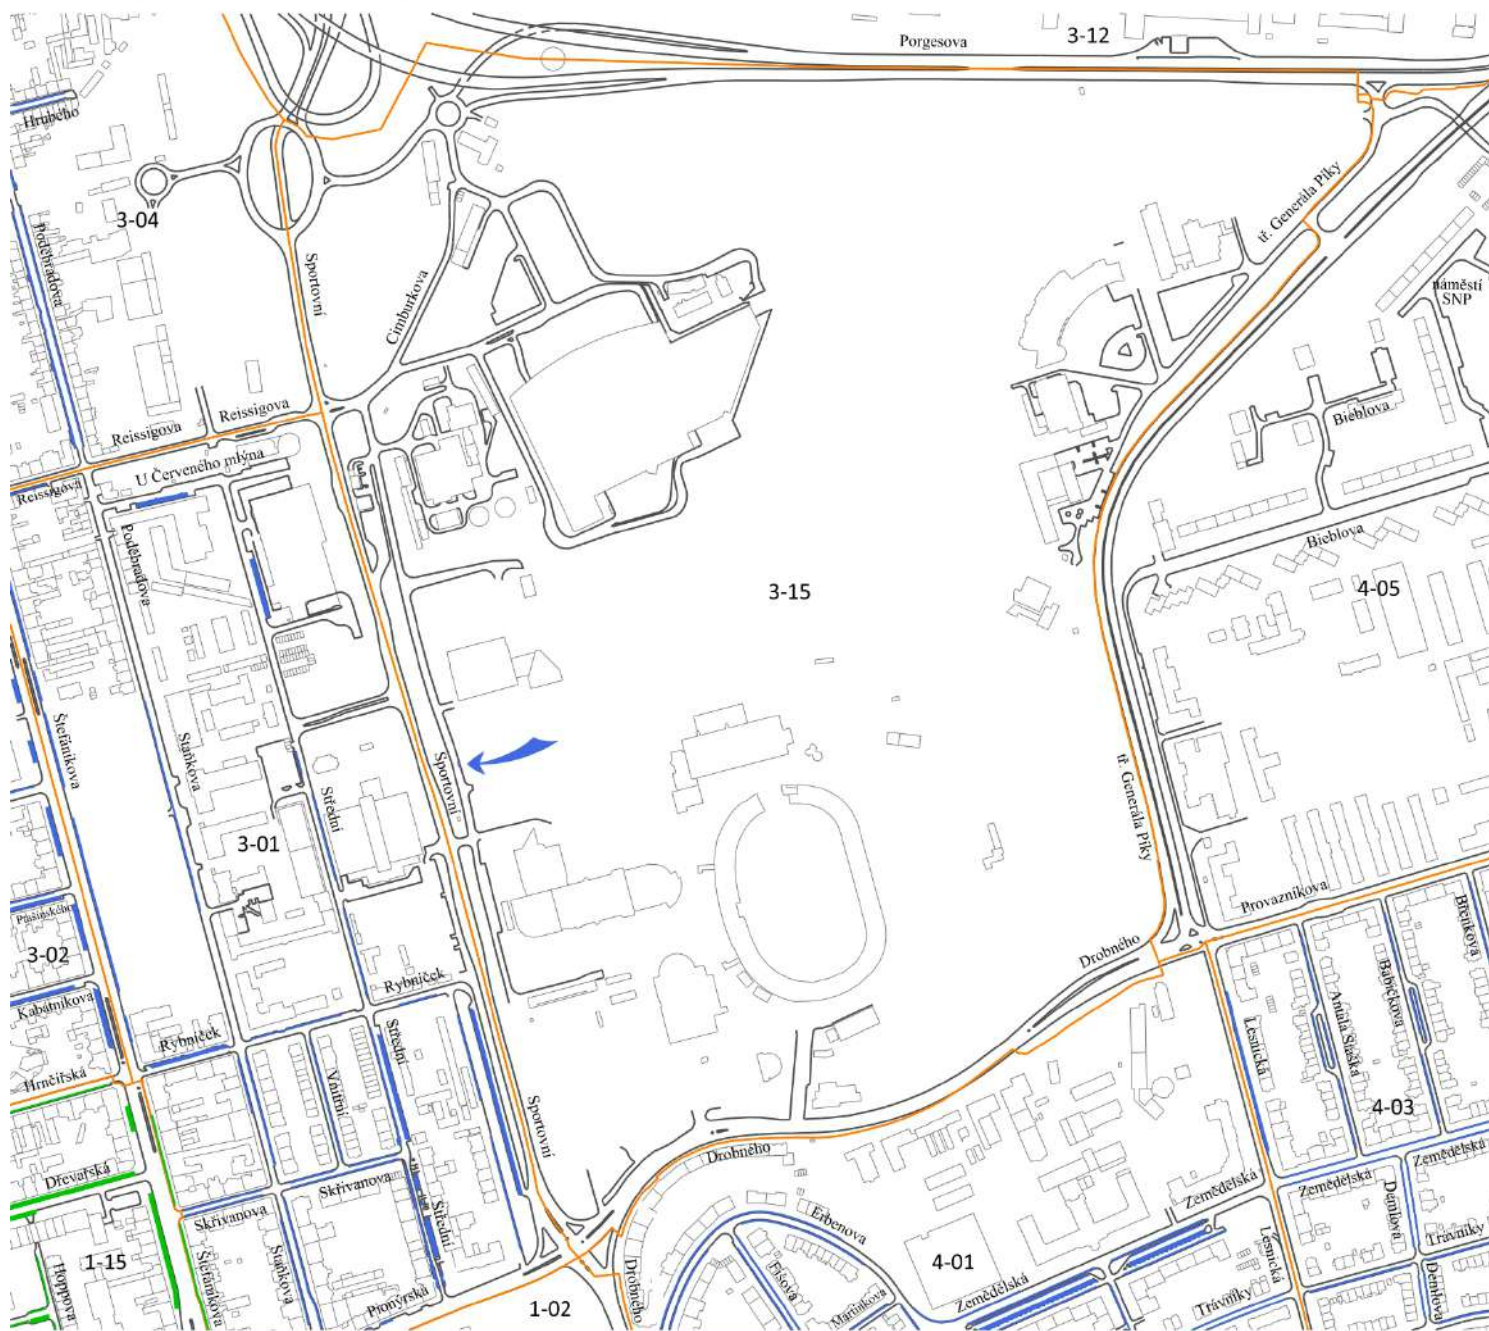 Porgesova
3-12
Hrubého
tř. Generála Píky
3-04
Poděbradova
Sportovní
Cimburkova
náměstí
SNP
Reissigova
Reissigova
Bieblova
U Červeného mlýna
Reissigova
Poděbradova
Bieblova
3-15
4-05
Štefánikova
Staňkova
Sportovní
Střední
tř. Generála Píky
3-01
Provazníkova
Břenkova
3-02
Drobného
Rybníček
Kabátníkova
Babičkova
Antala Staška
Lesnická
Rybníček
Střední
Hrnčířská
Vnitřní
Sportovní
4-03
Drobného
Zemědělská
Dřevařská
Skřivanova
Zemědělská
Zemědělská
Skřivanova
Střední
Erbenova
Demlova
Trávníky
1-15
Štefánikova
Staňkova
Hoppova
Pionýrská
Drobného
4-01
Lesnická
Fišova
Zemědělská
Martinkova
Trávníky
Demlova
1-02